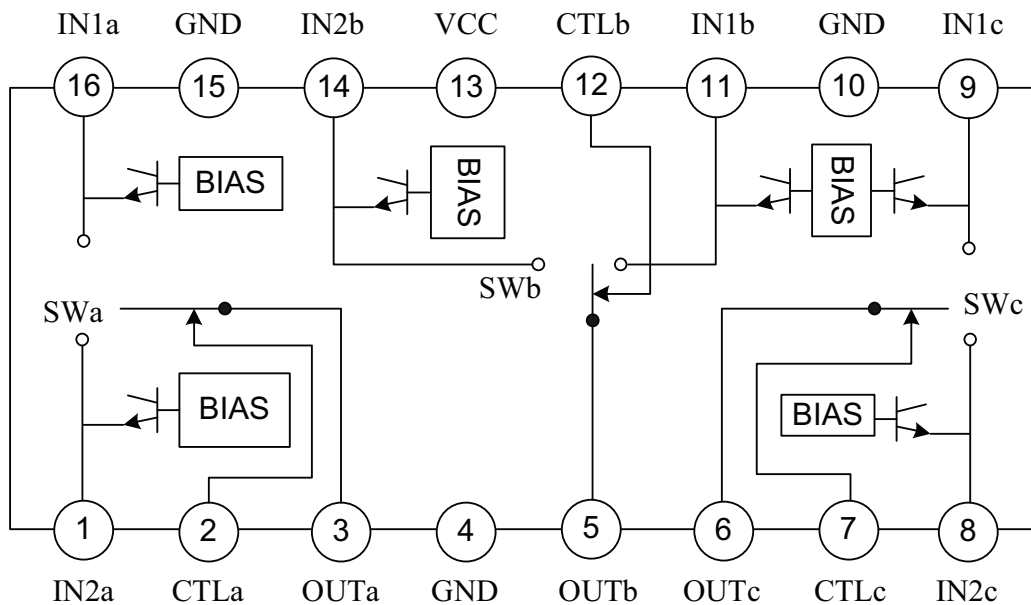 IN1a GND IN2b VCC CTLb IN1b GND IN1c
16 15 14 13 12 11 10 9
BIAS BIAS BIAS
SWb
SWa SWc
BIAS BIAS
1 2 3 4 5 6 7 8
IN2a CTLa OUTa GND OUTb OUTc CTLc IN2c